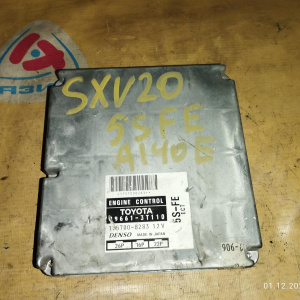 SXV20
5SFE
A140E
ENGINE CONTROL
TOYOTA
89661-3T110
5S-FE
196700-8283 12V
DENSO MADE IN JAPAN
26P 16P 22P
01.12